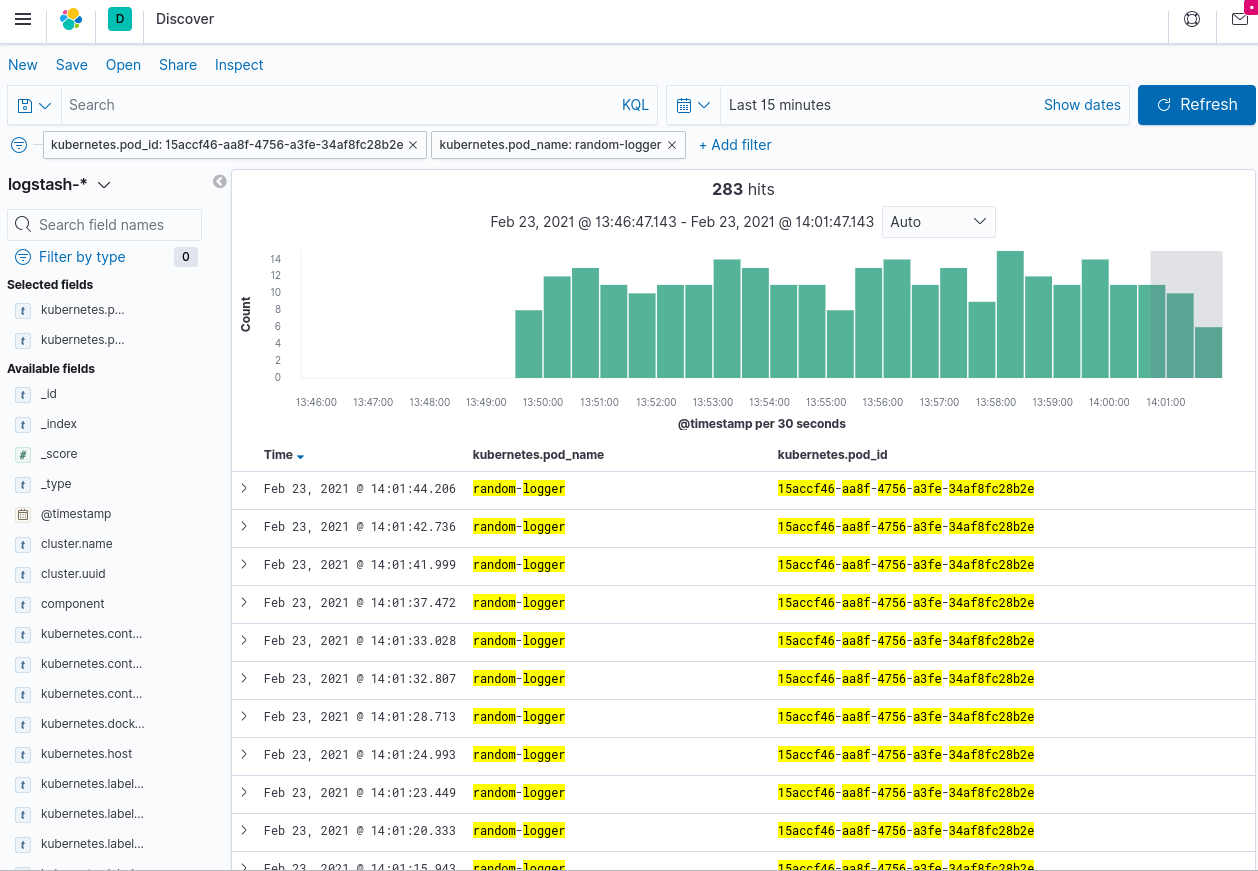 D Discover
New Save Open Share Inspect
Search KQL Last 15 minutes Show dates Refresh
kubernetes.pod_id: 15accf46-aa8f-4756-a3fe-34af8fc28b2e × kubernetes.pod_name: random-logger × + Add filter
logstash-*
Search field names
Filter by type 0
Selected fields
t kubernetes.p...
t kubernetes.p...
Available fields
t _id
t _index
# _score
t _type
@timestamp
t cluster.name
t cluster.uuid
t component
t kubernetes.cont...
t kubernetes.cont...
t kubernetes.cont...
t kubernetes.dock...
t kubernetes.host
t kubernetes.label...
t kubernetes.label...
t kubernetes.label...
283 hits
Feb 23, 2021 @ 13:46:47.143 - Feb 23, 2021 @ 14:01:47.143 Auto
Count
14
12
10
8
6
4
2
0
13:46:00 13:47:00 13:48:00 13:49:00 13:50:00 13:51:00 13:52:00 13:53:00 13:54:00 13:55:00 13:56:00 13:57:00 13:58:00 13:59:00 14:00:00 14:01:00
@timestamp per 30 seconds
Time kubernetes.pod_name kubernetes.pod_id
Feb 23, 2021 @ 14:01:44.206 random-logger 15accf46-aa8f-4756-a3fe-34af8fc28b2e
Feb 23, 2021 @ 14:01:42.736 random-logger 15accf46-aa8f-4756-a3fe-34af8fc28b2e
Feb 23, 2021 @ 14:01:41.999 random-logger 15accf46-aa8f-4756-a3fe-34af8fc28b2e
Feb 23, 2021 @ 14:01:37.472 random-logger 15accf46-aa8f-4756-a3fe-34af8fc28b2e
Feb 23, 2021 @ 14:01:33.028 random-logger 15accf46-aa8f-4756-a3fe-34af8fc28b2e
Feb 23, 2021 @ 14:01:32.807 random-logger 15accf46-aa8f-4756-a3fe-34af8fc28b2e
Feb 23, 2021 @ 14:01:28.713 random-logger 15accf46-aa8f-4756-a3fe-34af8fc28b2e
Feb 23, 2021 @ 14:01:24.993 random-logger 15accf46-aa8f-4756-a3fe-34af8fc28b2e
Feb 23, 2021 @ 14:01:23.449 random-logger 15accf46-aa8f-4756-a3fe-34af8fc28b2e
Feb 23, 2021 @ 14:01:20.333 random-logger 15accf46-aa8f-4756-a3fe-34af8fc28b2e
Feb 23, 2021 @ 14:01:15.943 random-logger 15accf46-aa8f-4756-a3fe-34af8fc28b2e